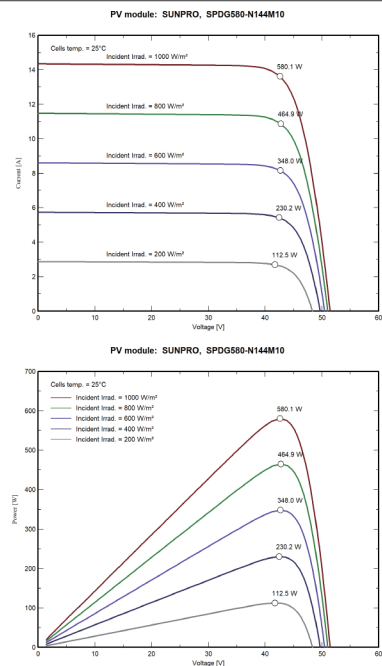 PV module: SUNPRO, SPDG580-N144M10
16
Cells temp. = 25°C
Incident Irrad. = 1000 W/m²
580.1 W
14
12
Incident Irrad. = 800 W/m²
464.9 W
10
Incident Irrad. = 600 W/m²
348.0 W
Current [A]
8
6
Incident Irrad. = 400 W/m²
230.2 W
4
Incident Irrad. = 200 W/m²
112.5 W
2
0
0 10 20 30 40 50 60
Voltage [V]
PV module: SUNPRO, SPDG580-N144M10
700
Cells temp. = 25°C
Incident Irrad. = 1000 W/m²
Incident Irrad. = 800 W/m²
Incident Irrad. = 600 W/m²
Incident Irrad. = 400 W/m²
Incident Irrad. = 200 W/m²
580.1 W
600
464.9 W
500
400
348.0 W
Power [W]
300
230.2 W
200
112.5 W
100
0
0 10 20 30 40 50 60
Voltage [V]